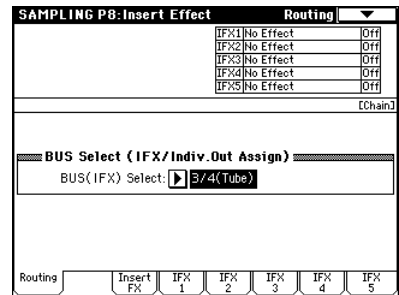 SAMPLING P8:Insert Effect Routing
IFX1 No Effect Off
IFX2 No Effect Off
IFX3 No Effect Off
IFX4 No Effect Off
IFX5 No Effect Off
[Chain]
BUS Select (IFX/Indiv.Out Assign)
BUS(IFX) Select: 3/4(Tube)
Routing Insert FX IFX 1 IFX 2 IFX 3 IFX 4 IFX 5